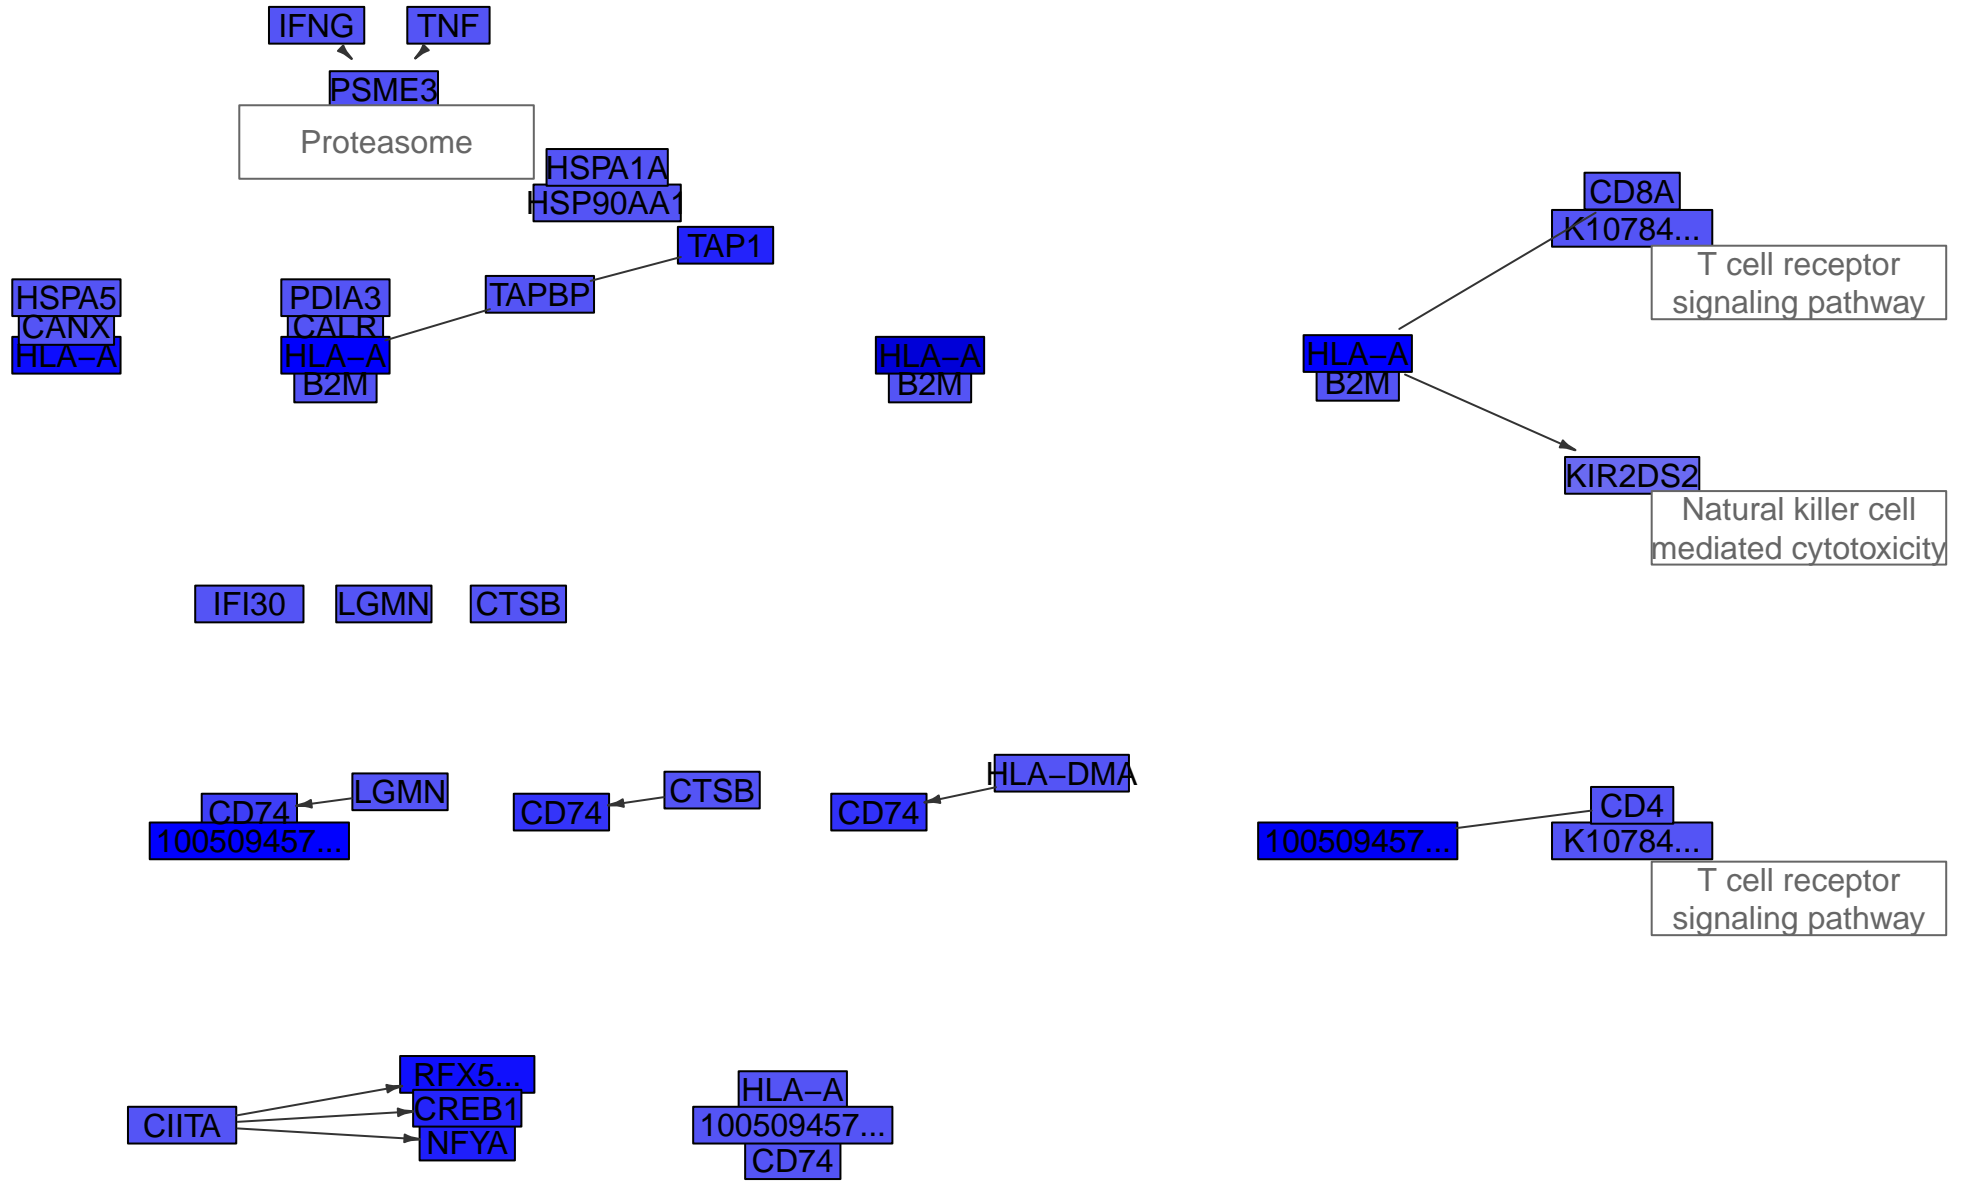 IFNG
TNF
PSME3
Proteasome
HSPA1A
HSP90AA1
TAP1
TAPBP
CD8A
K10784...
T cell receptor
signaling pathway
HSPA5
CANX
HLA−A
PDIA3
CALR
HLA−A
B2M
HLA−A
B2M
HLA−A
B2M
KIR2DS2
Natural killer cell
mediated cytotoxicity
IFI30
LGMN
CTSB
CD74
100509457...
LGMN
CD74
CTSB
CD74
HLA−DMA
100509457...
CD4
K10784...
T cell receptor
signaling pathway
CIITA
RFX5...
CREB1
NFYA
HLA−A
100509457...
CD74